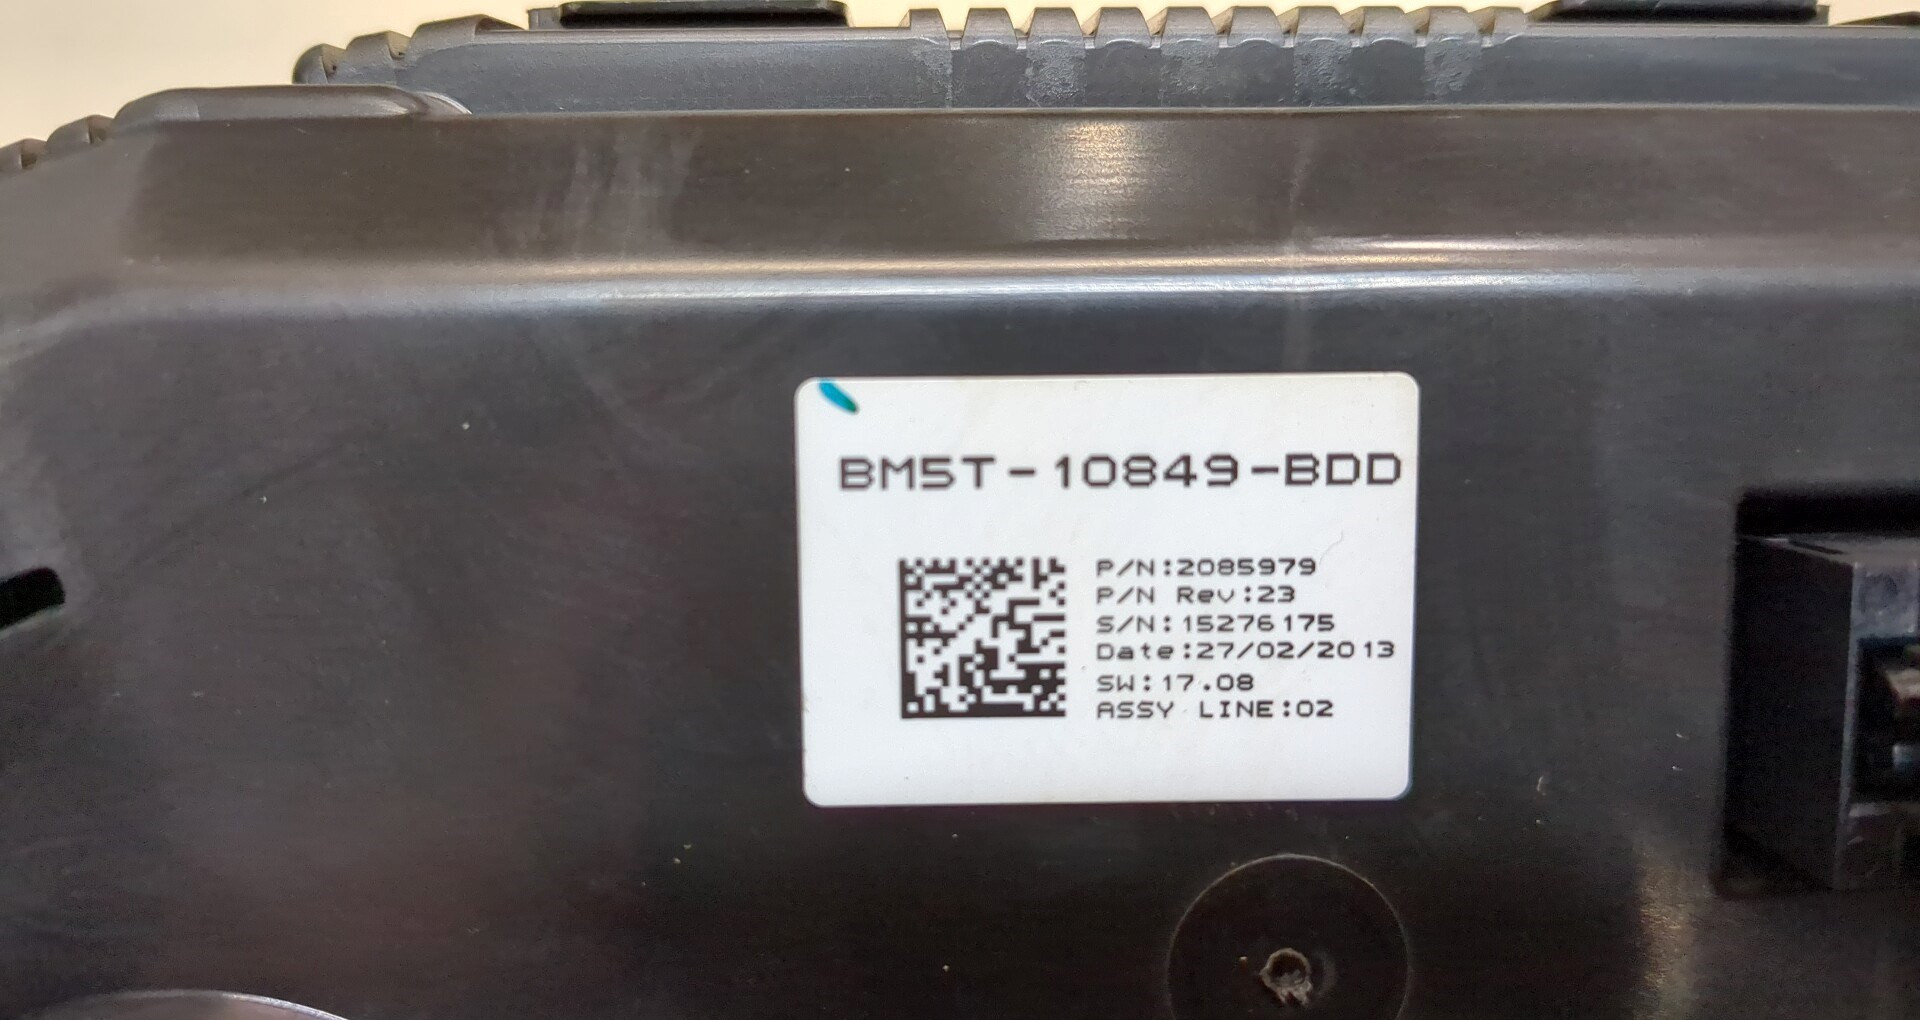 BM5T-10849-BDD
P/N:2085979
P/N Rev:23
S/N:15276175
Date:27/02/2013
SW:17.08
ASSY LINE:02